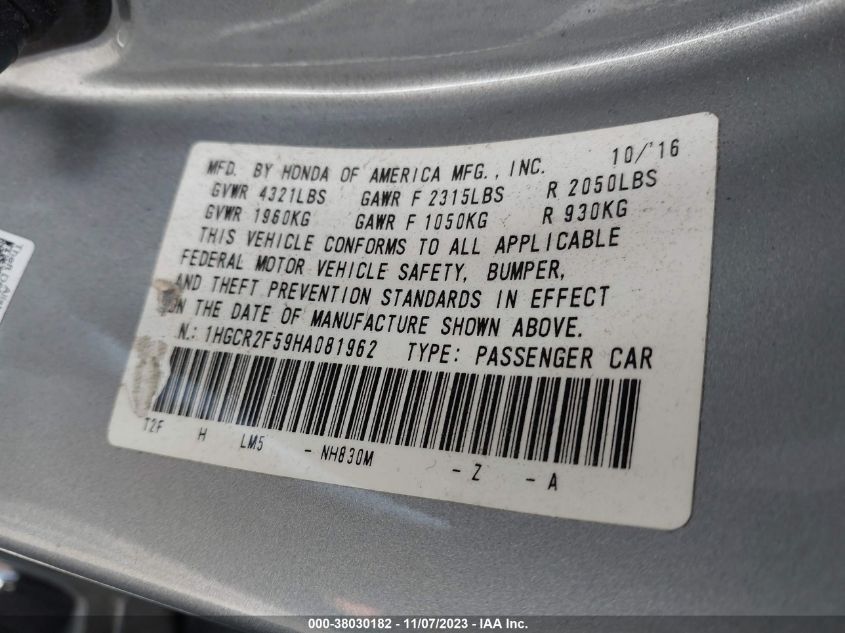 MFD. BY HONDA OF AMERICA MFG., INC. 10/'16
GVWR 4321LBS GAWR F 2315LBS R 2050LBS
GVWR 1960KG GAWR F 1050KG R 930KG
THIS VEHICLE CONFORMS TO ALL APPLICABLE
FEDERAL MOTOR VEHICLE SAFETY, BUMPER,
AND THEFT PREVENTION STANDARDS IN EFFECT
ON THE DATE OF MANUFACTURE SHOWN ABOVE.
N.: 1HGCR2F59HA081962 TYPE: PASSENGER CAR
T2F H LM5 - NH830M - Z - A
000-38030182 - 11/07/2023 - IAA Inc.